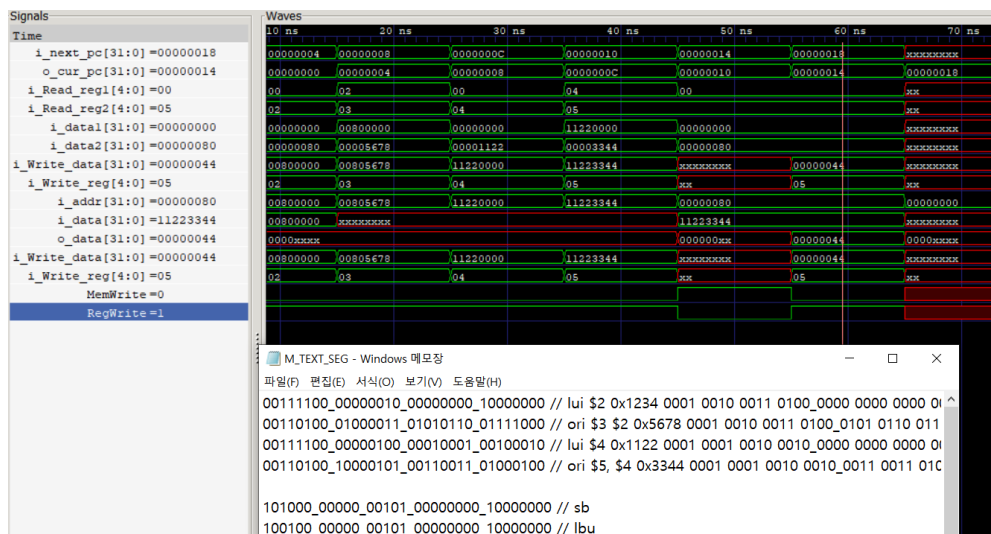 Signals
Waves
Time
10 ns 20 ns 30 ns 40 ns 50 ns 60 ns 70 ns
i_next_pc[31:0] =00000018 00000004 00000008 0000000C 00000010 00000014 00000018 xxxxxxxx
o_cur_pc[31:0] =00000014 00000000 00000004 00000008 0000000C 00000010 00000014 00000018
i_Read_reg1[4:0] =00 00 02 00 04 00 xx
i_Read_reg2[4:0] =05 02 03 04 05 xx
i_data1[31:0] =00000000 00000000 00800000 00000000 11220000 00000000 xxxxxxxx
i_data2[31:0] =00000080 00000080 00005678 00001122 00003344 00000080 xxxxxxxx
i_Write_data[31:0] =00000044 00800000 00805678 11220000 11223344 xxxxxxxx 00000044 xxxxxxxx
i_Write_reg[4:0] =05 02 03 04 05 xx 05 xx
i_addr[31:0] =00000080 00800000 00805678 11220000 11223344 00000080 00000000
i_data[31:0] =11223344 00800000 xxxxxxxx 11223344 xxxxxxxx
o_data[31:0] =00000044 0000xxxx 000000xx 00000044 0000xxxx
i_Write_data[31:0] =00000044 00800000 00805678 11220000 11223344 xxxxxxxx 00000044 xxxxxxxx
i_Write_reg[4:0] =05 02 03 04 05 xx 05 xx
MemWrite =0
RegWrite =1
M_TEXT_SEG - Windows 메모장
파일(F) 편집(E) 서식(O) 보기(V) 도움말(H)
00111100_00000010_00000000_10000000 // lui $2 0x1234 0001 0010 0011 0100_0000 0000 0000 0
00110100_01000011_01010110_01111000 // ori $3 $2 0x5678 0001 0010 0011 0100_0101 0110 011
00111100_00000100_00010001_00100010 // lui $4 0x1122 0001 0001 0010 0010_0000 0000 0000 0
00110100_10000101_00110011_01000100 // ori $5, $4 0x3344 0001 0001 0010 0010_0011 0011 010
101000_00000_00101_00000000_10000000 // sb
100100_00000_00101_00000000_10000000 // lbu